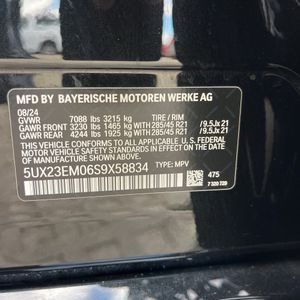 MFD BY BAYERISCHE MOTOREN WERKE AG
08/24
GVWR 7088 lbs 3215 kg TIRE / RIM
GAWR FRONT 3230 lbs 1465 kg WITH 285/45 R21 /9.5Jx21
GAWR REAR 4244 lbs 1925 kg WITH 285/45 R21 /9.5Jx21
THIS VEHICLE CONFORMS TO ALL APPLICABLE
FEDERAL MOTOR VEHICLE SAFETY
STANDARDS IN EFFECT ON THE DATE OF
MANUFACTURE SHOWN ABOVE.
5UX23EM06S9X58834 TYPE: MPV
475